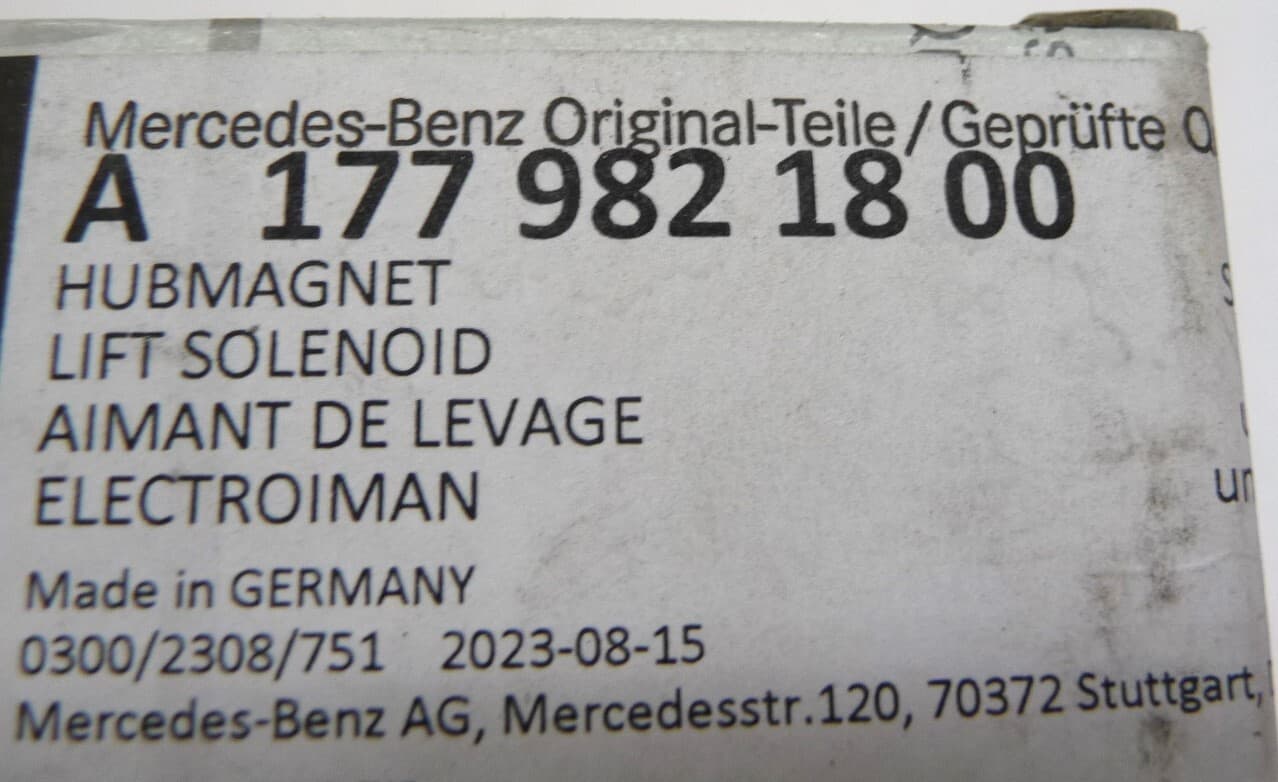 Mercedes-Benz Original-Teile / Geprüfte
A 177 982 18 00
HUBMAGNET
LIFT SOLENOID
AIMANT DE LEVAGE
ELECTROIMAN
Made in GERMANY
0300/2308/751 2023-08-15
Mercedes-Benz AG, Mercedesstr.120, 70372 Stuttgart,